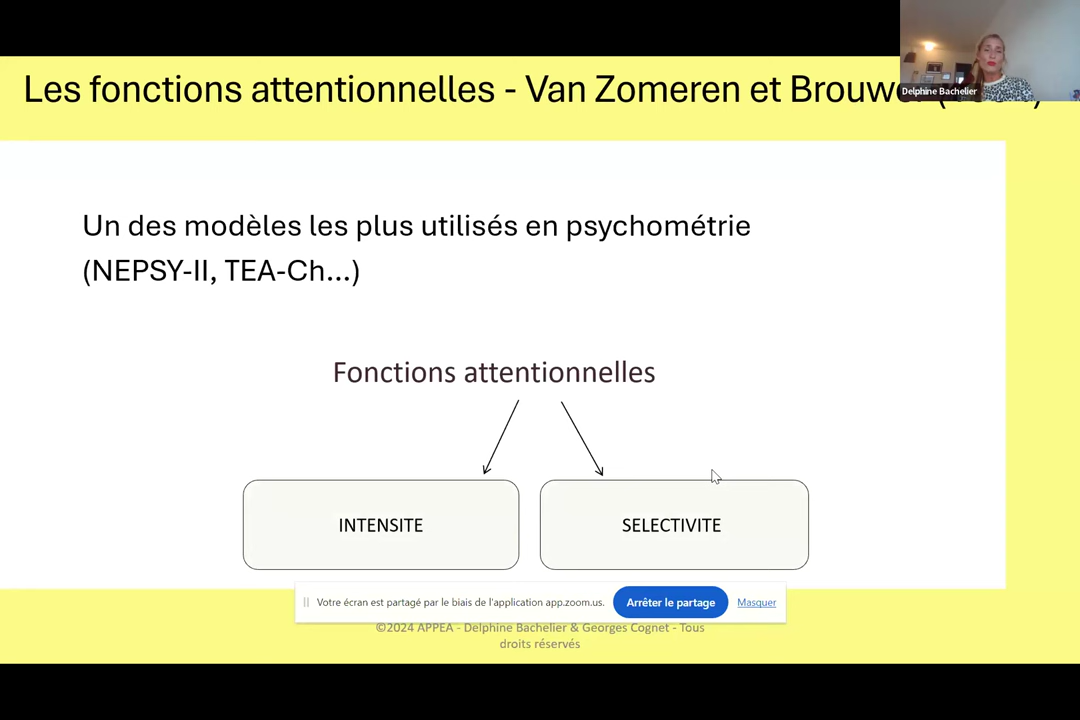 Les fonctions attentionnelles - Van Zomeren et Brouw
Delphine Bachelier
Un des modèles les plus utilisés en psychométrie
(NEPSY-II, TEA-Ch...)
Fonctions attentionnelles
INTENSITE
SELECTIVITE
Votre écran est partagé par le biais de l'application app.zoom.us.
Arrêter le partage
Masquer
©2024 APPEA - Delphine Bachelier & Georges Cognet - Tous
droits réservés